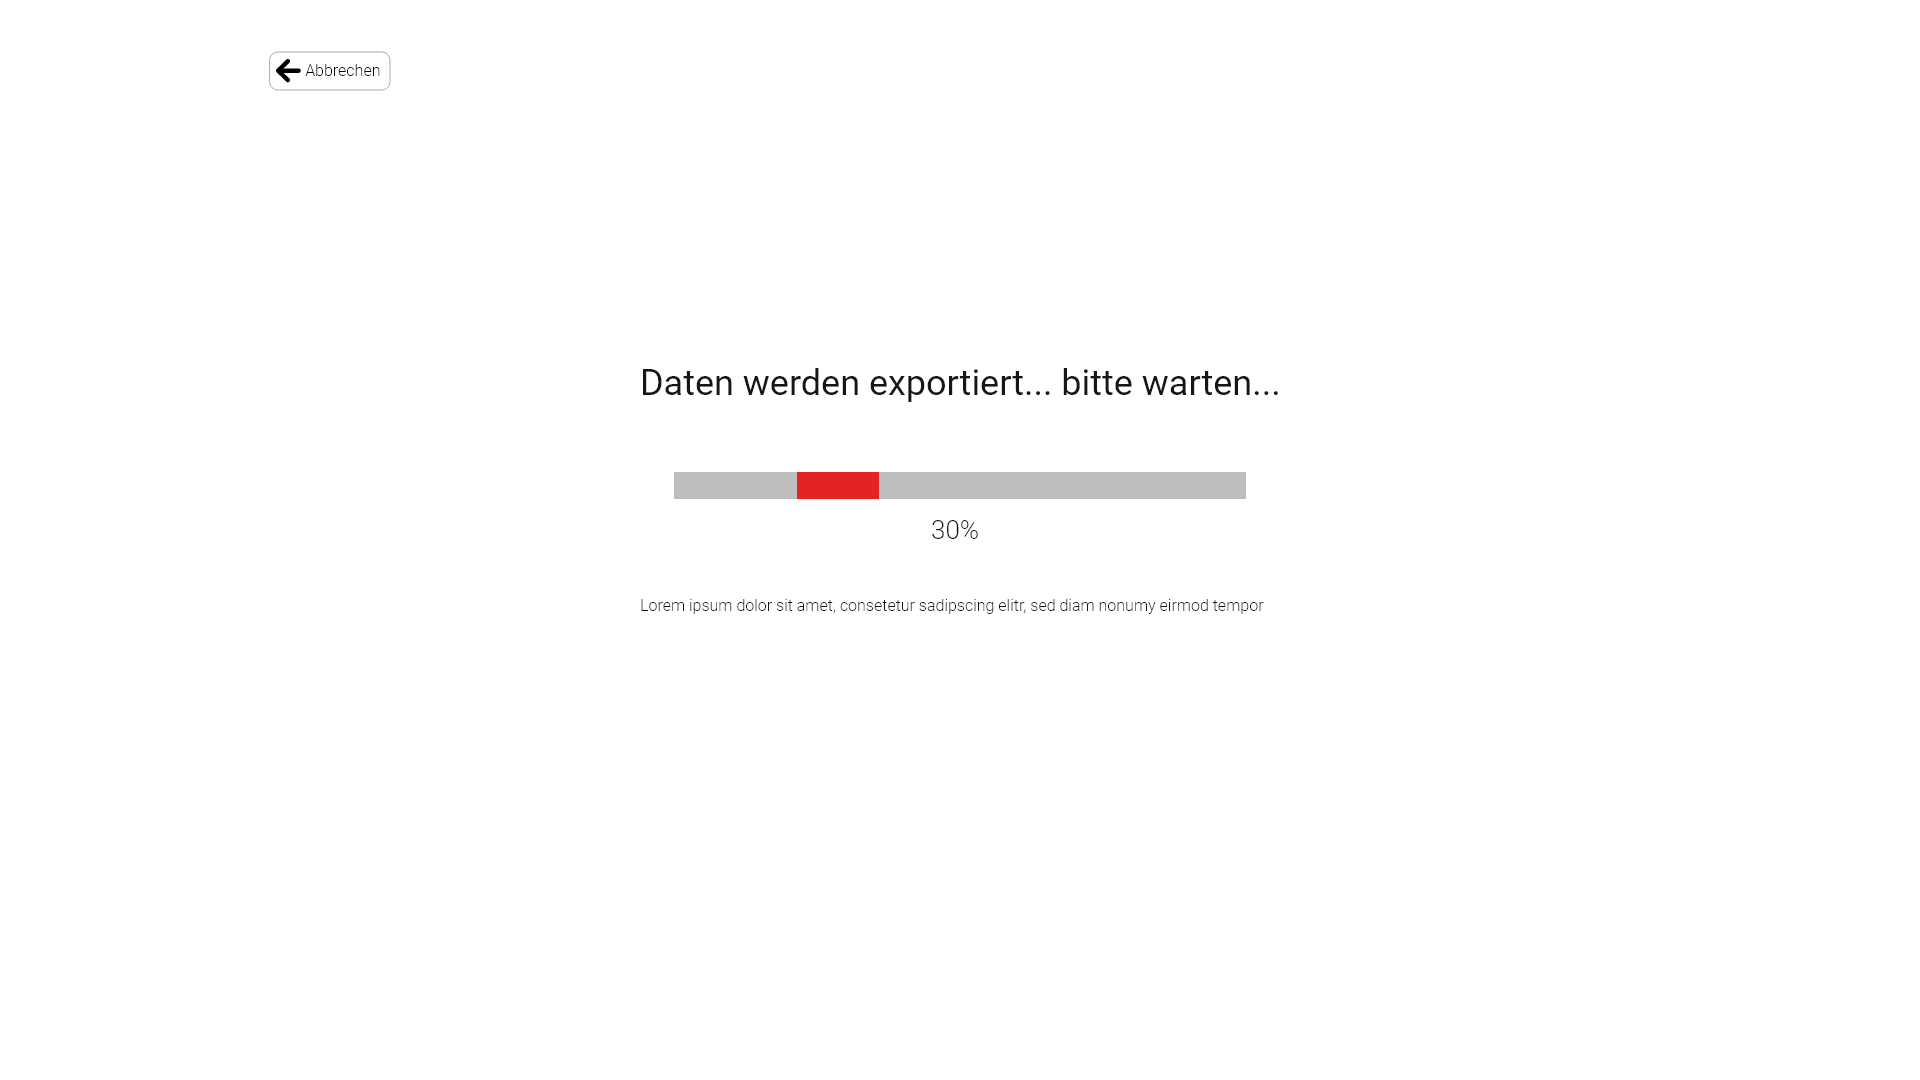 Abbrechen
Daten werden exportiert... bitte warten...
30%
Lorem ipsum dolor sit amet, consetetur sadipscing elitr, sed diam nonumy eirmod tempor